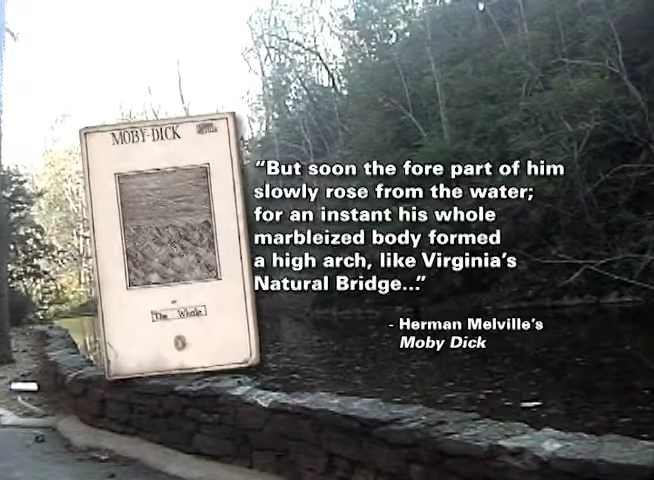 MOBY-DICK
or
The Whale
“But soon the fore part of him
slowly rose from the water;
for an instant his whole
marbleized body formed
a high arch, like Virginia’s
Natural Bridge...”
- Herman Melville’s
Moby Dick